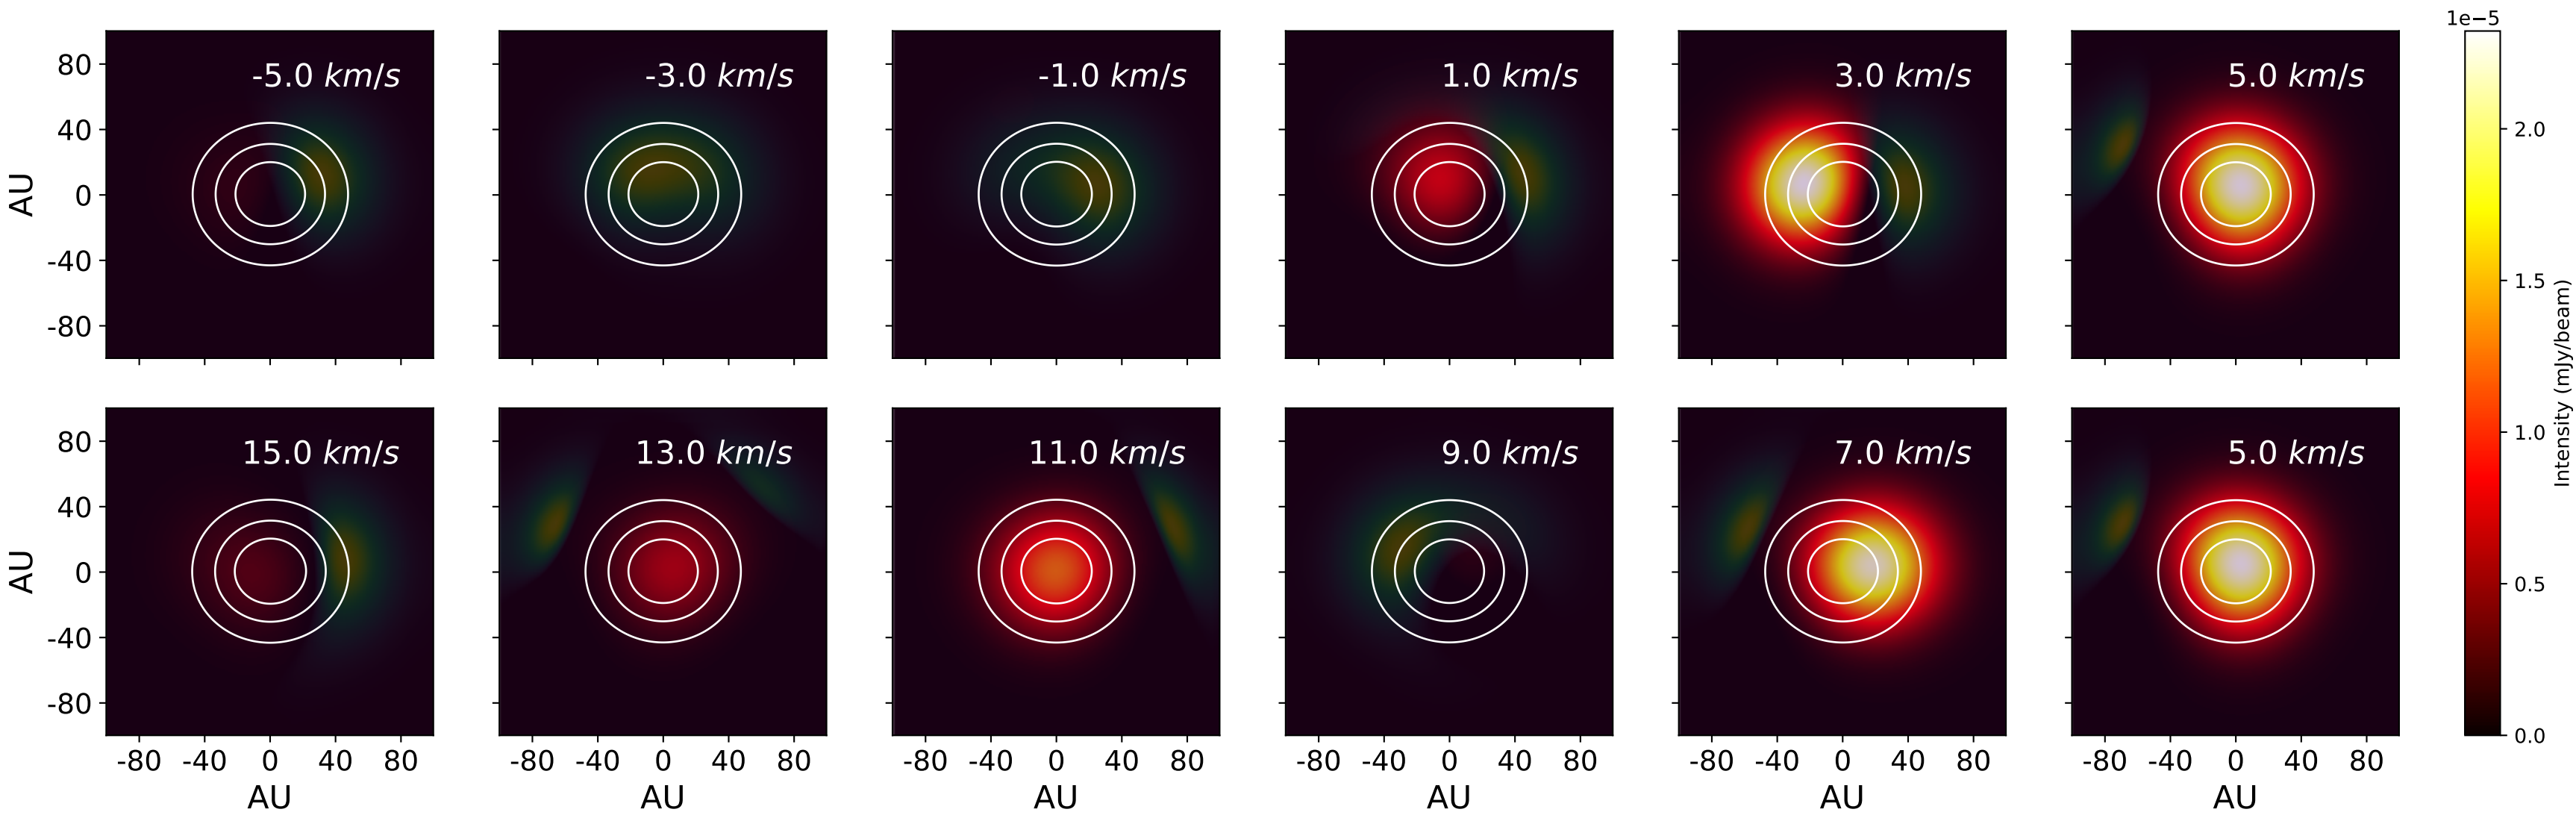 1e−5
-5.0 km/s
-3.0 km/s
-1.0 km/s
1.0 km/s
3.0 km/s
5.0 km/s
80
40
0
-40
-80
AU
15.0 km/s
13.0 km/s
11.0 km/s
9.0 km/s
7.0 km/s
5.0 km/s
80
40
0
-40
-80
AU
-80 -40 0 40 80
-80 -40 0 40 80
-80 -40 0 40 80
-80 -40 0 40 80
-80 -40 0 40 80
-80 -40 0 40 80
AU
AU
AU
AU
AU
AU
2.0
1.5
1.0
0.5
0.0
Intensity (mJy/beam)